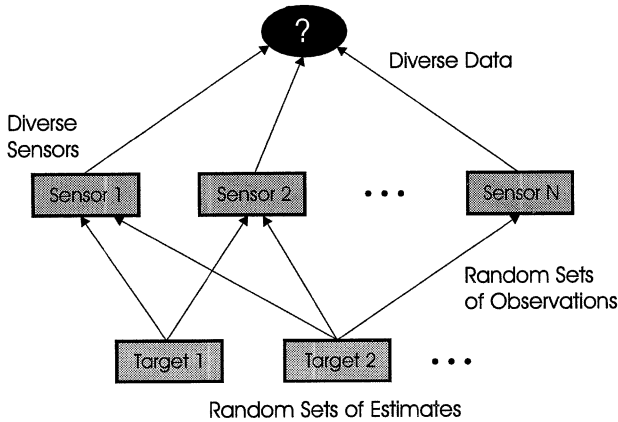 ?
Diverse Data
Diverse
Sensors
Sensor 1
Sensor 2
• • •
Sensor N
Random Sets
of Observations
Target 1
Target 2
• • •
Random Sets of Estimates